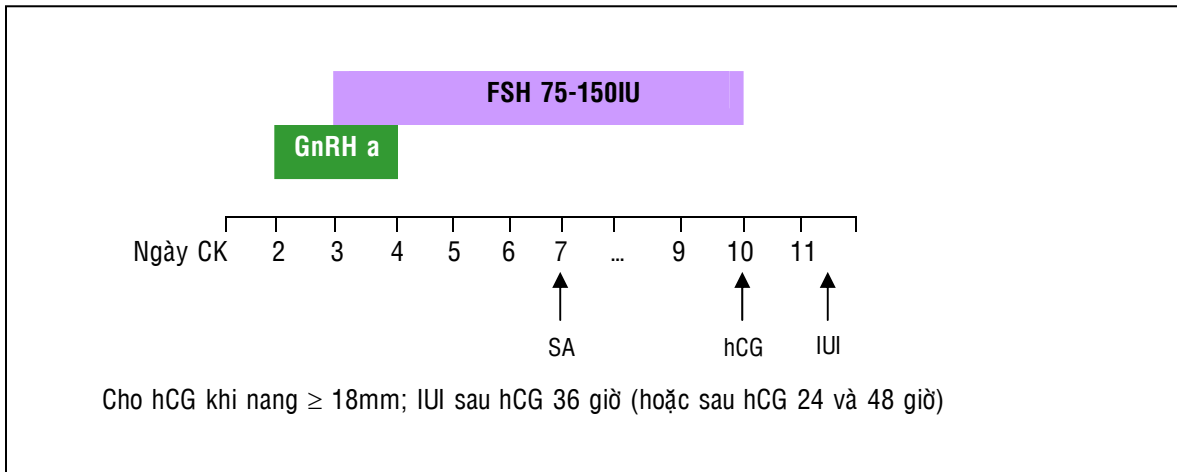 FSH 75-150IU
GnRH a
Ngày CK 2 3 4 5 6 7 ... 9 10 11
SA hCG IUI
Cho hCG khi nang ≥ 18mm; IUI sau hCG 36 giờ (hoặc sau hCG 24 và 48 giờ)